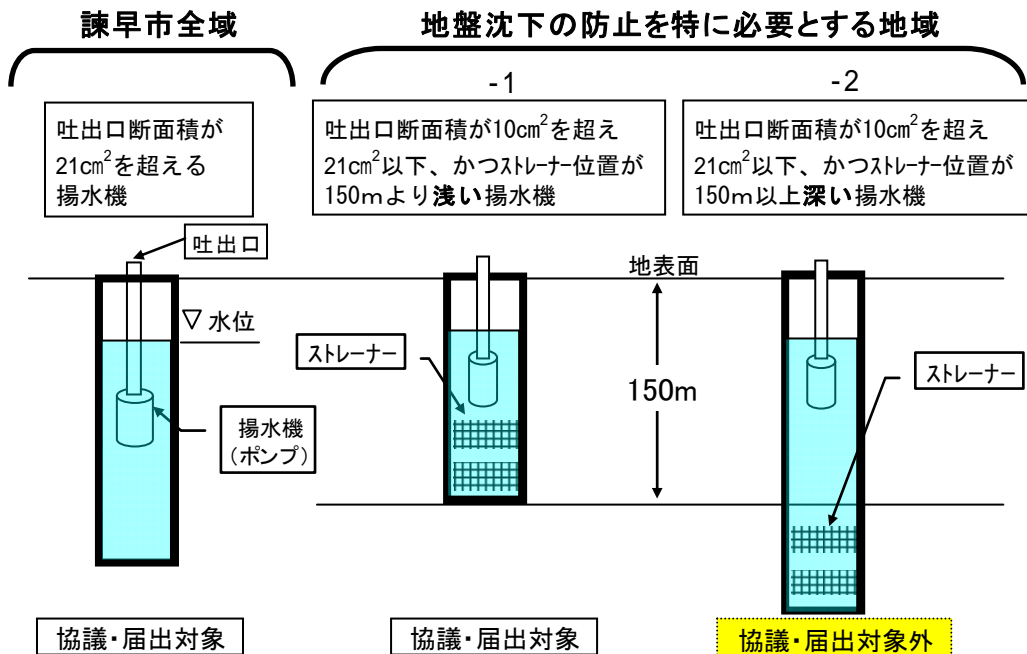 諫早市全域
地盤沈下の防止を特に必要とする地域
-1
-2
吐出口断面積が
21cm²を超える
揚水機
吐出口断面積が10cm²を超え
21cm²以下、かつストレーナー位置が
150mより浅い揚水機
吐出口断面積が10cm²を超え
21cm²以下、かつストレーナー位置が
150m以上深い揚水機
吐出口
地表面
▽ 水位
ストレーナー
150m
ストレーナー
揚水機
(ポンプ)
協議・届出対象
協議・届出対象
協議・届出対象外